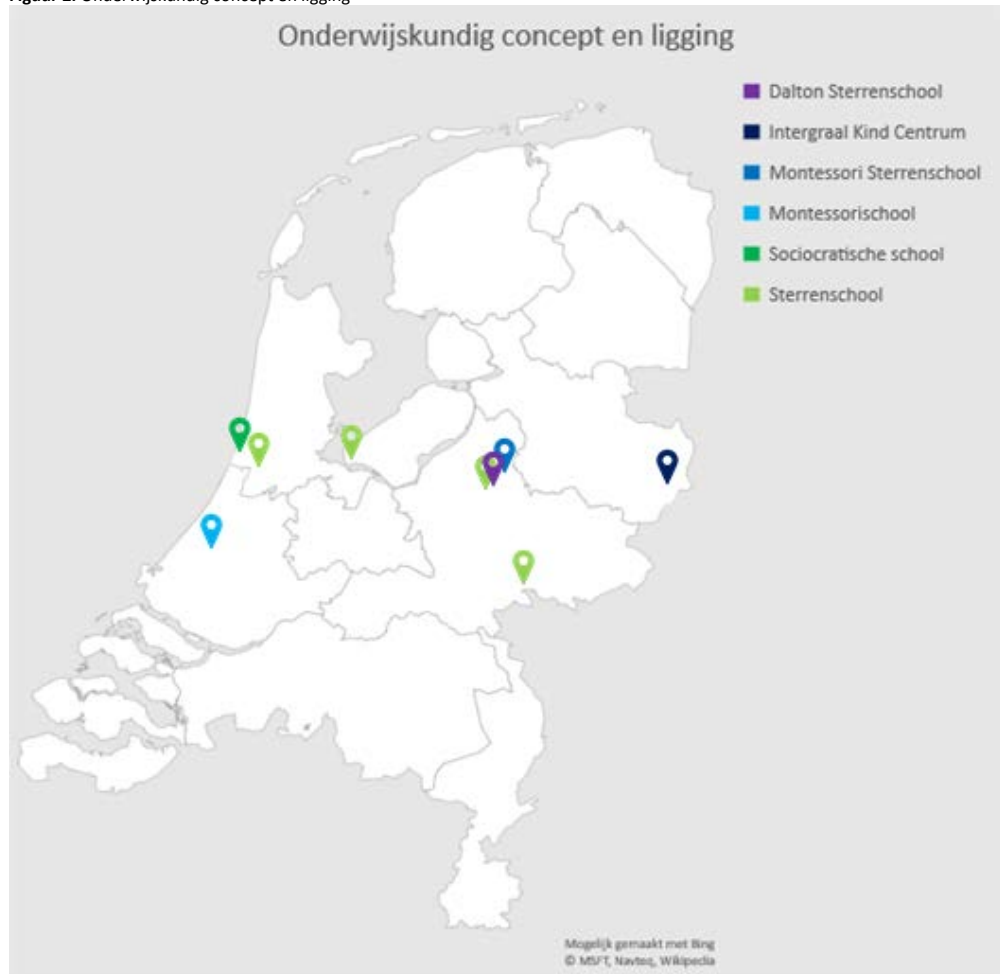 Onderwijskundig concept en ligging
Dalton Sterrenschool
Intergraal Kind Centrum
Montessori Sterrenschool
Montessorischool
Sociocratische school
Sterrenschool
Mogelijk gemaakt met Bing
© MSFT, Navteq, Wikipedia